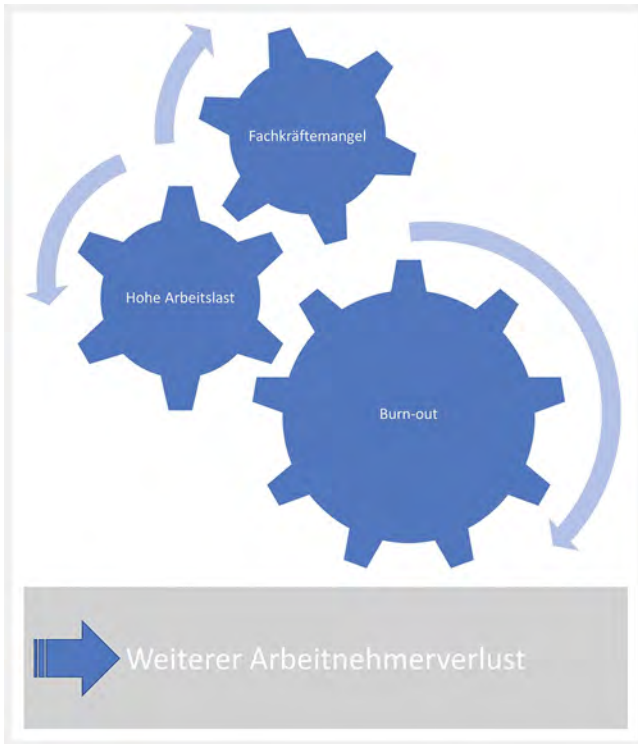 Fachkräftemangel
Hohe Arbeitslast
Burn-out
Weiterer Arbeitnehmerverlust